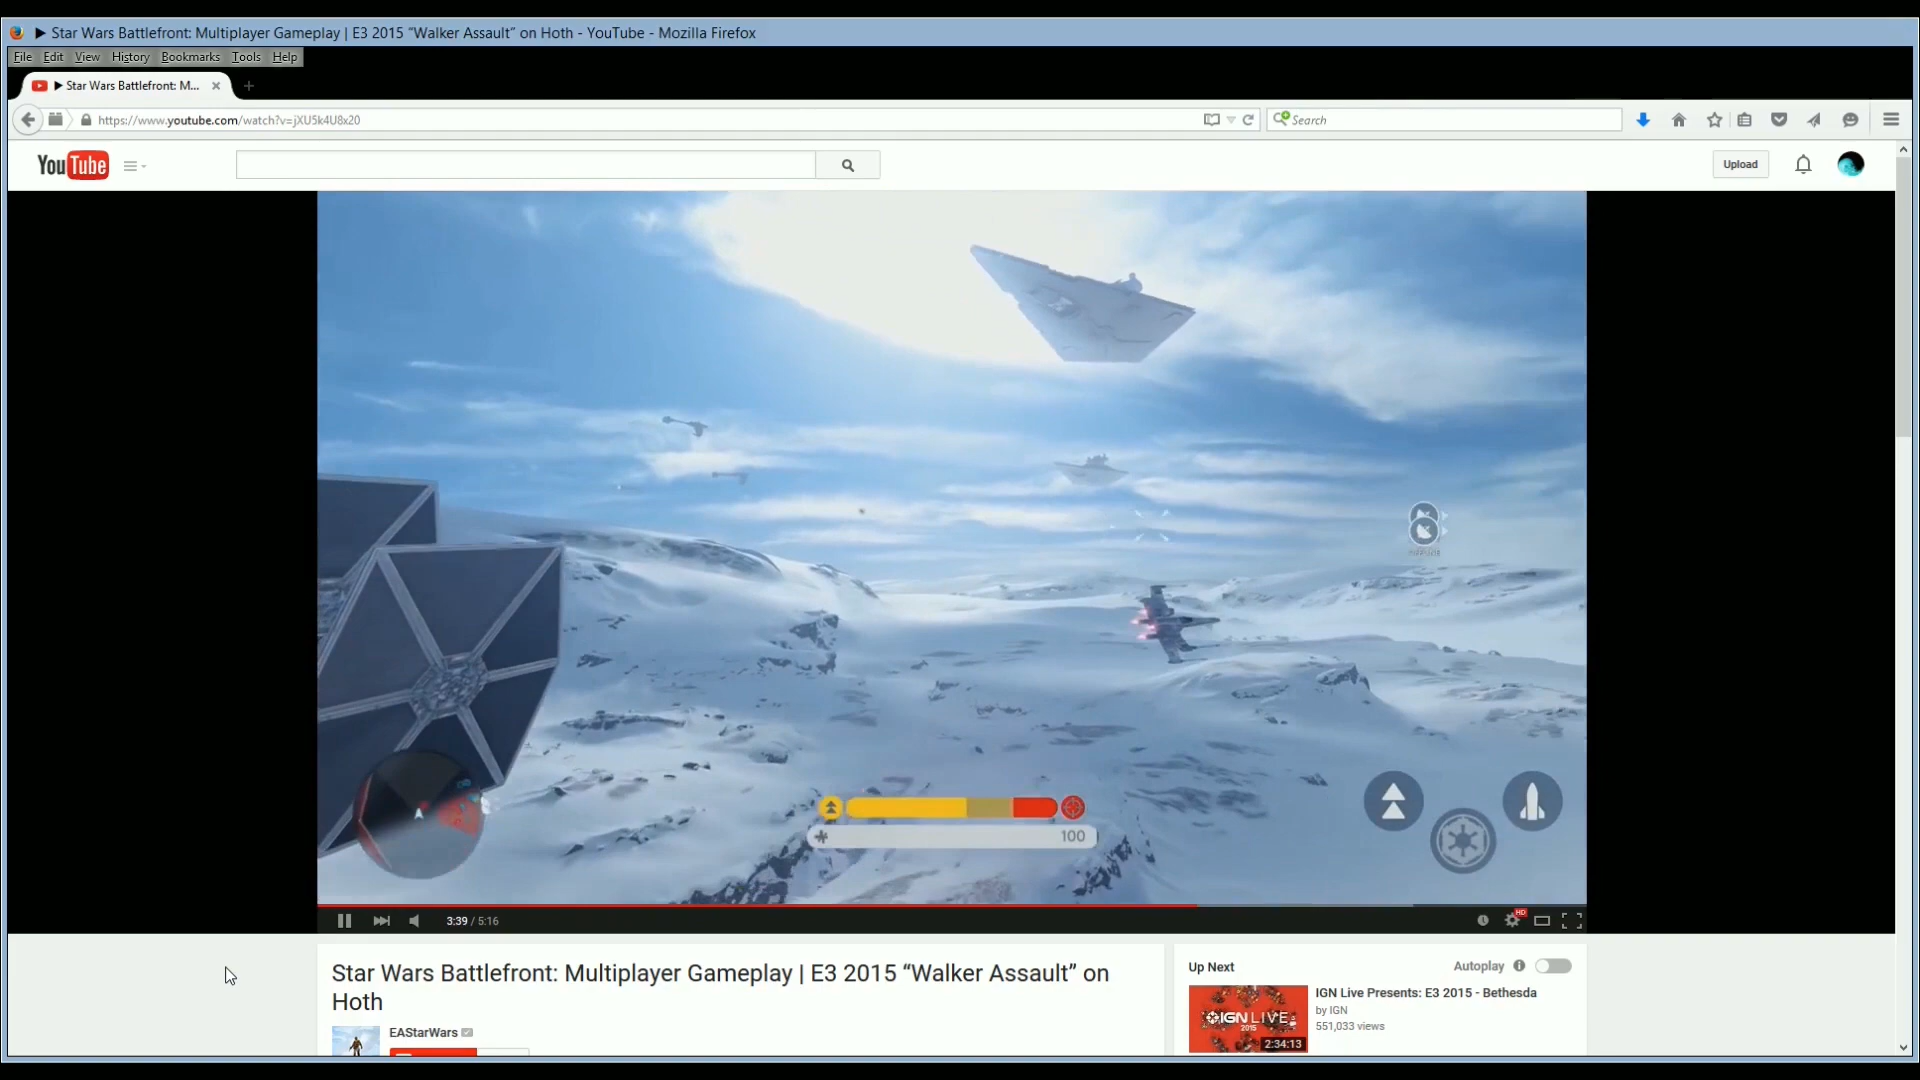 ▶ Star Wars Battlefront: Multiplayer Gameplay | E3 2015 “Walker Assault” on Hoth - YouTube - Mozilla Firefox
File Edit View History Bookmarks Tools Help
▶ Star Wars Battlefront: M...
https://www.youtube.com/watch?v=jXU5k4U8x20
Search
YouTube
Upload
100
3:39 / 5:16
HD
Star Wars Battlefront: Multiplayer Gameplay | E3 2015 “Walker Assault” on
Hoth
EAStarWars
Up Next
Autoplay
IGN Live Presents: E3 2015 - Bethesda
by IGN
551,033 views
IGN LIVE
2015
2:34:13